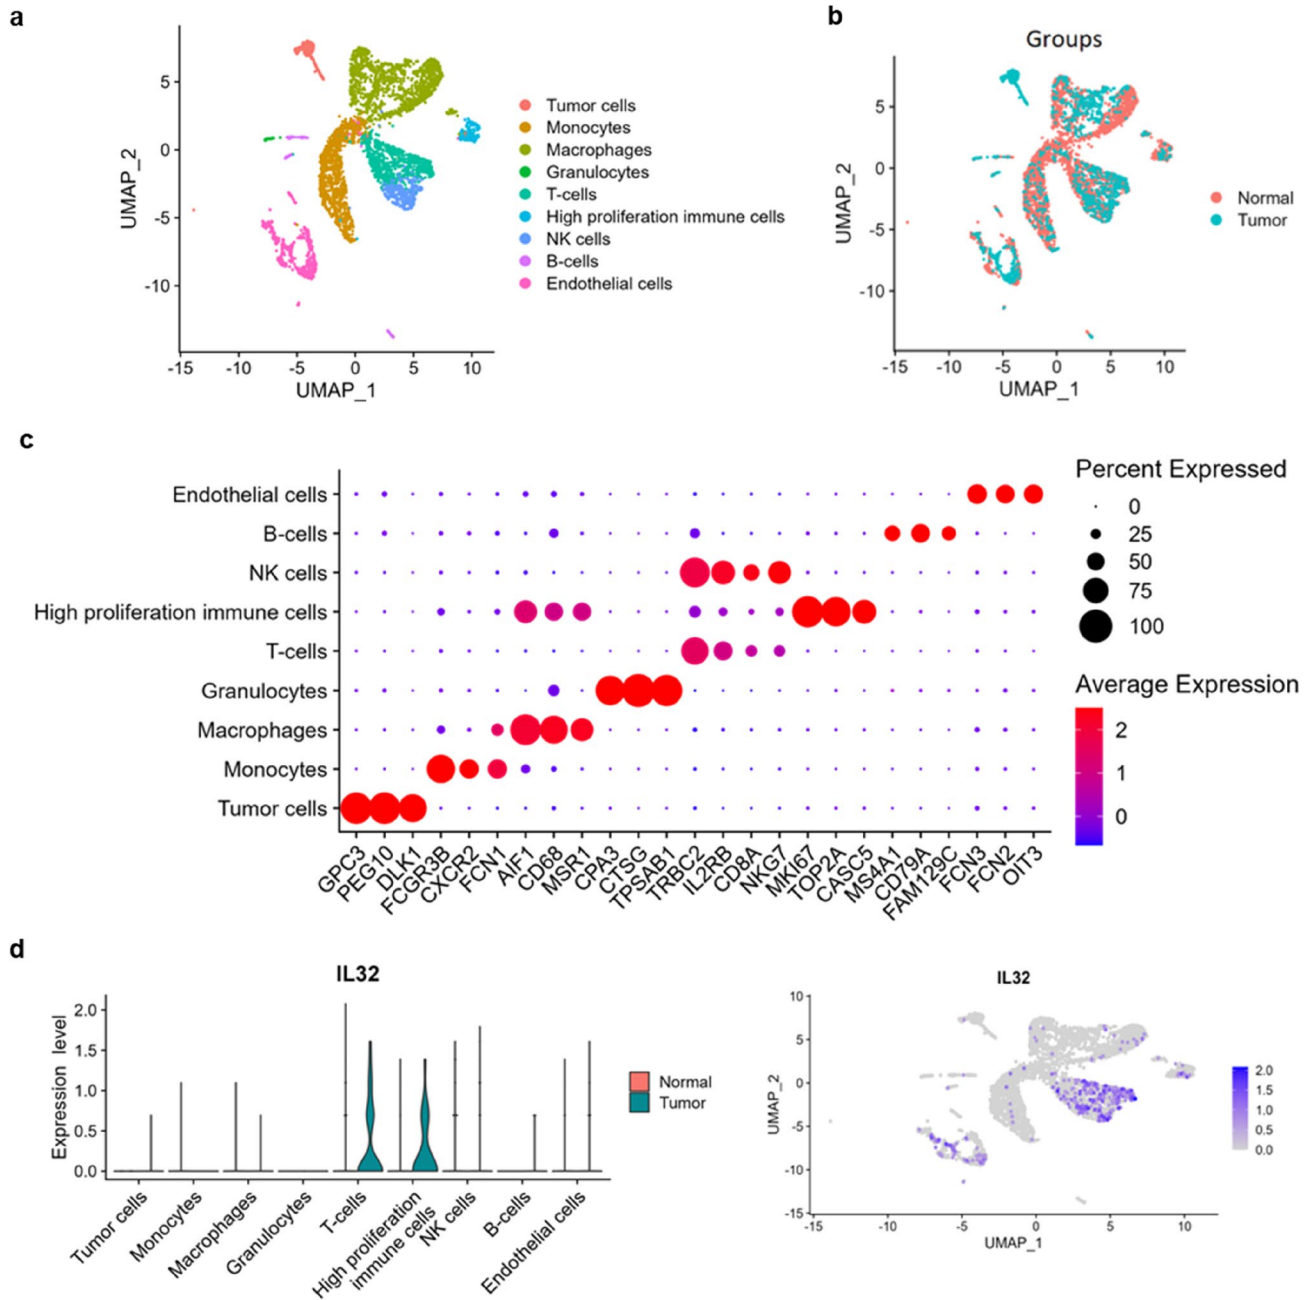 a
5
0
-5
-10
UMAP_2
-15
-10
-5
0
5
10
UMAP_1
Tumor cells
Monocytes
Macrophages
Granulocytes
T-cells
High proliferation immune cells
NK cells
B-cells
Endothelial cells
b
Groups
5
0
-5
-10
UMAP_2
-15
-10
-5
0
5
10
UMAP_1
Normal
Tumor
c
Endothelial cells
B-cells
NK cells
High proliferation immune cells
T-cells
Granulocytes
Macrophages
Monocytes
Tumor cells
GPC3
PEG10
DLK1
FCGR3B
CXCR2
FCN1
AIF1
CD68
MSR1
CPA3
CTSG
TPSAB1
TRBC2
IL2RB
CD8A
NKG7
MKI67
TOP2A
CASC5
MS4A1
CD79A
FAM129C
FCN3
FCN2
OIT3
Percent Expressed
0
25
50
75
100
Average Expression
2
1
0
d
IL32
Expression level
2.0
1.5
1.0
0.5
0.0
Tumor cells
Monocytes
Macrophages
Granulocytes
T-cells
High proliferation
immune cells
NK cells
B-cells
Endothelial cells
Normal
Tumor
IL32
10
5
0
-5
-10
-15
UMAP_2
-15
-10
-5
0
5
10
UMAP_1
2.0
1.5
1.0
0.5
0.0